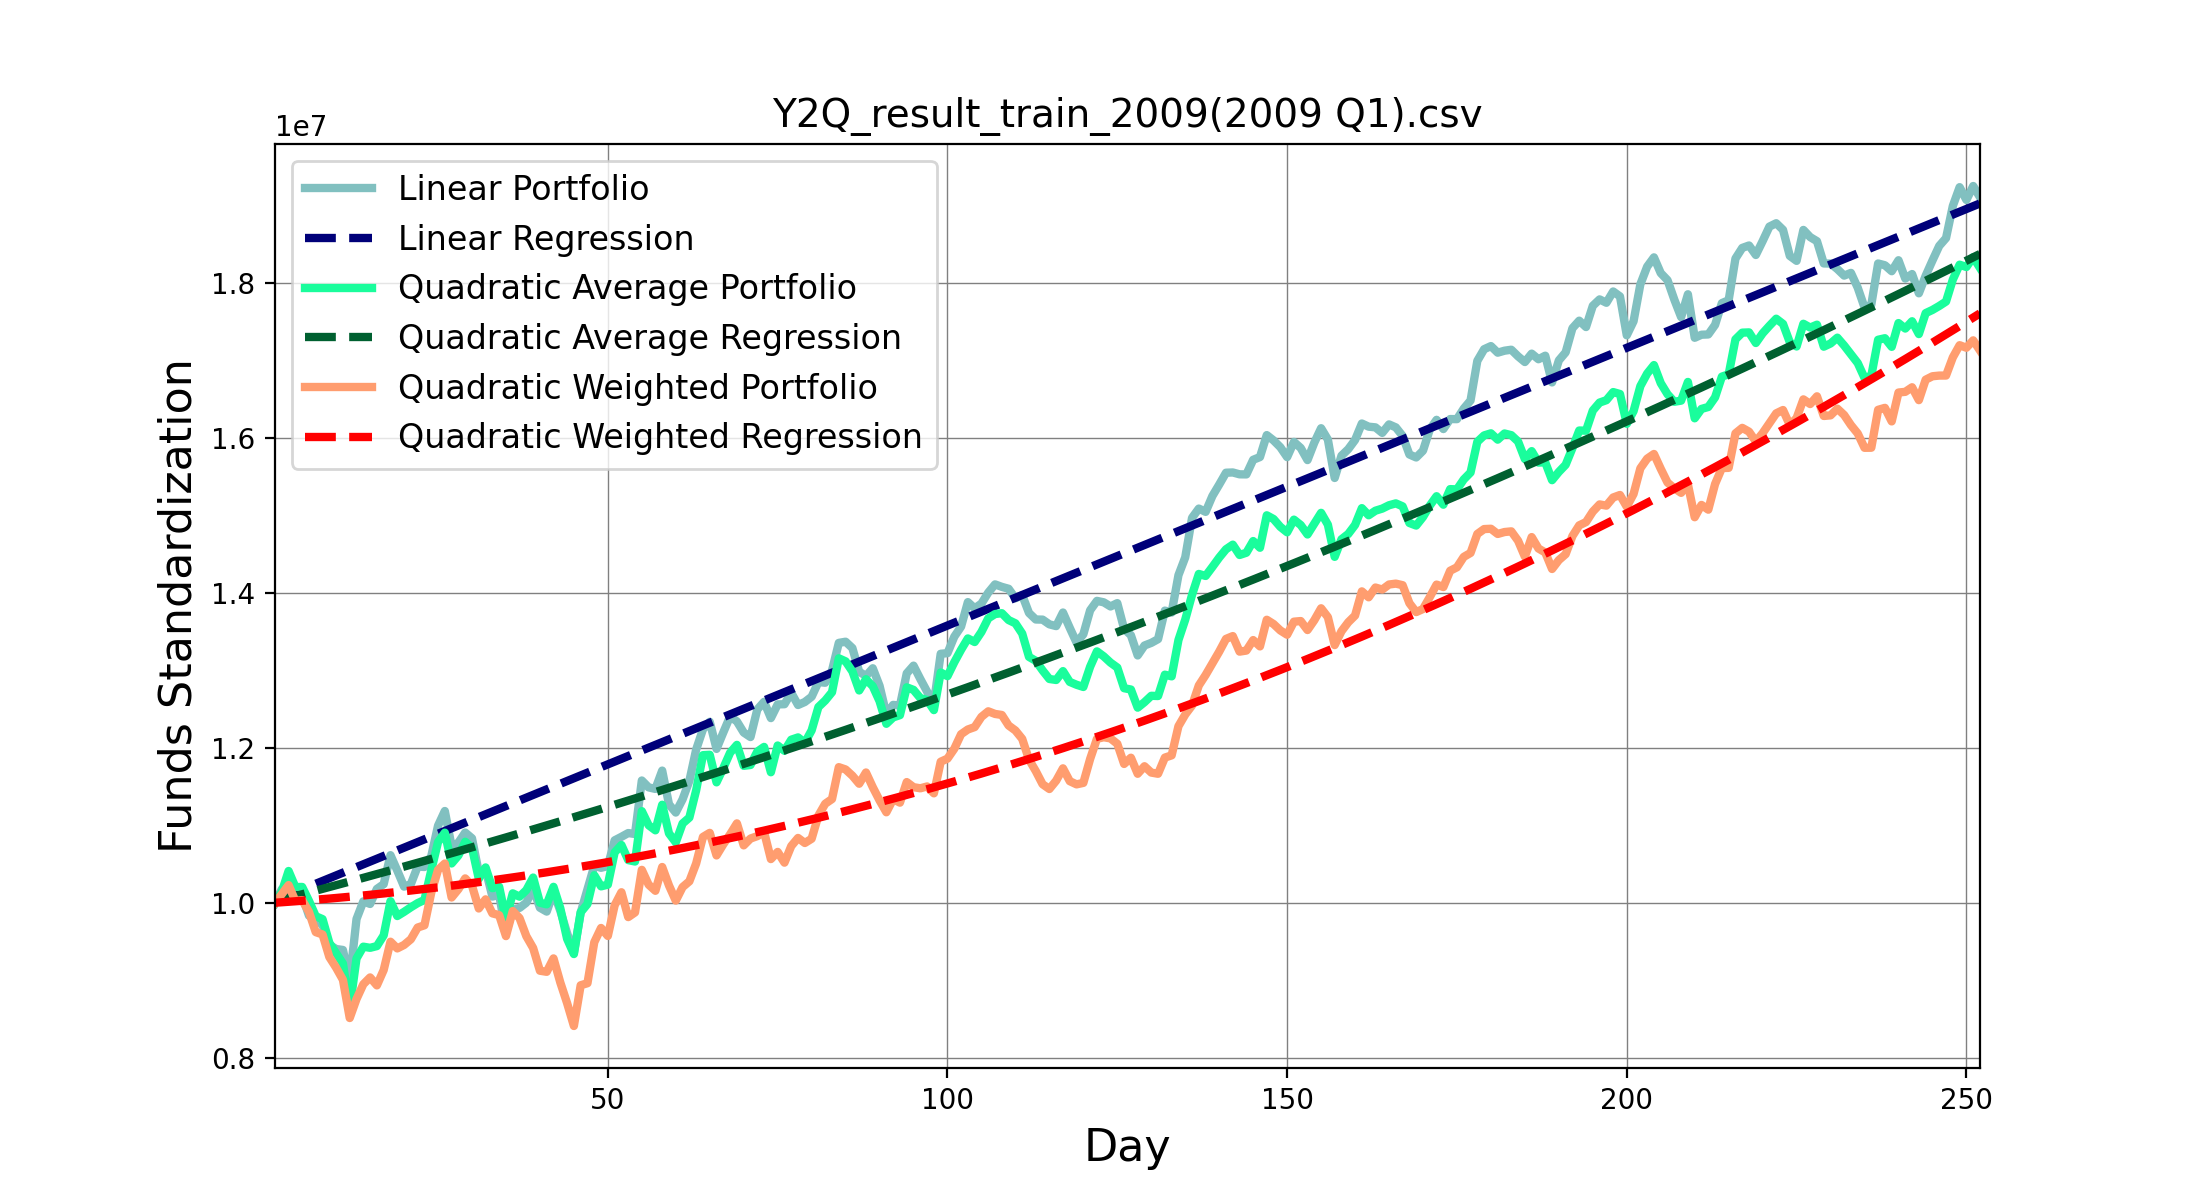 Y2Q_result_train_2009(2009 Q1).csv
1e7
Linear Portfolio
Linear Regression
Quadratic Average Portfolio
Quadratic Average Regression
Quadratic Weighted Portfolio
Quadratic Weighted Regression
Funds Standardization
1.8
1.6
1.4
1.2
1.0
0.8
50 100 150 200 250
Day